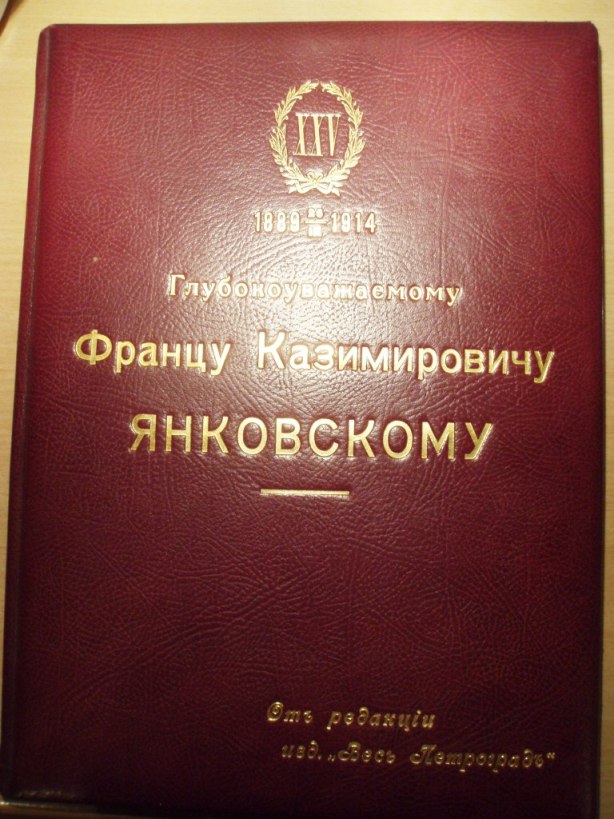 XXV
1889 1914
Глубокоуважаемому
Францу Казимировичу
ЯНКОВСКОМУ
Отъ редакціи
изд. „Весь Петроградъ“